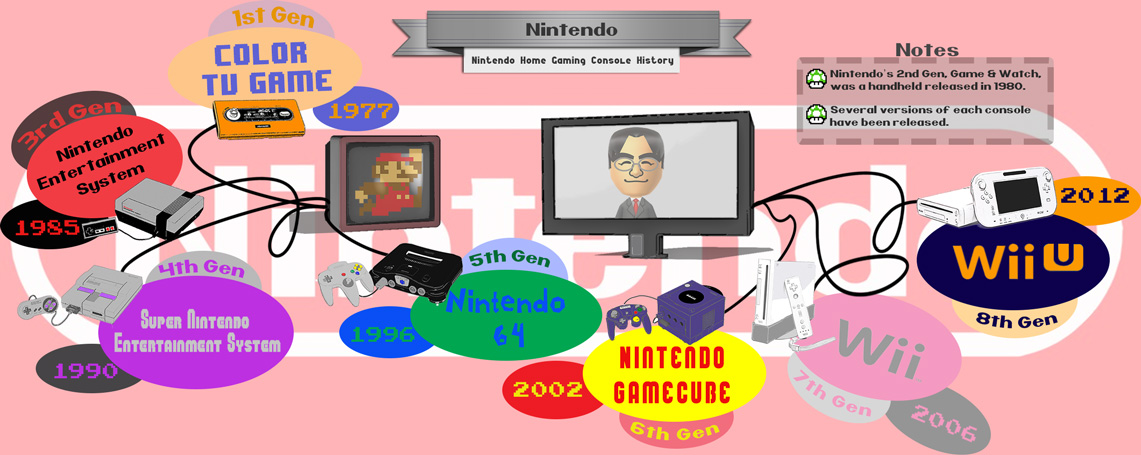 Nintendo
Nintendo Home Gaming Console History
Notes
Nintendo's 2nd Gen, Game & Watch,
was a handheld released in 1980.
Several versions of each console
have been released.
1st Gen
COLOR
TV GAME
1977
3rd Gen
Nintendo
Entertainment
System
1985
4th Gen
Super Nintendo
Entertainment System
1990
5th Gen
Nintendo
64
1996
NINTENDO
GAMECUBE
2002
6th Gen
Wii
7th Gen
2006
2012
Wii U
8th Gen
Nintendo